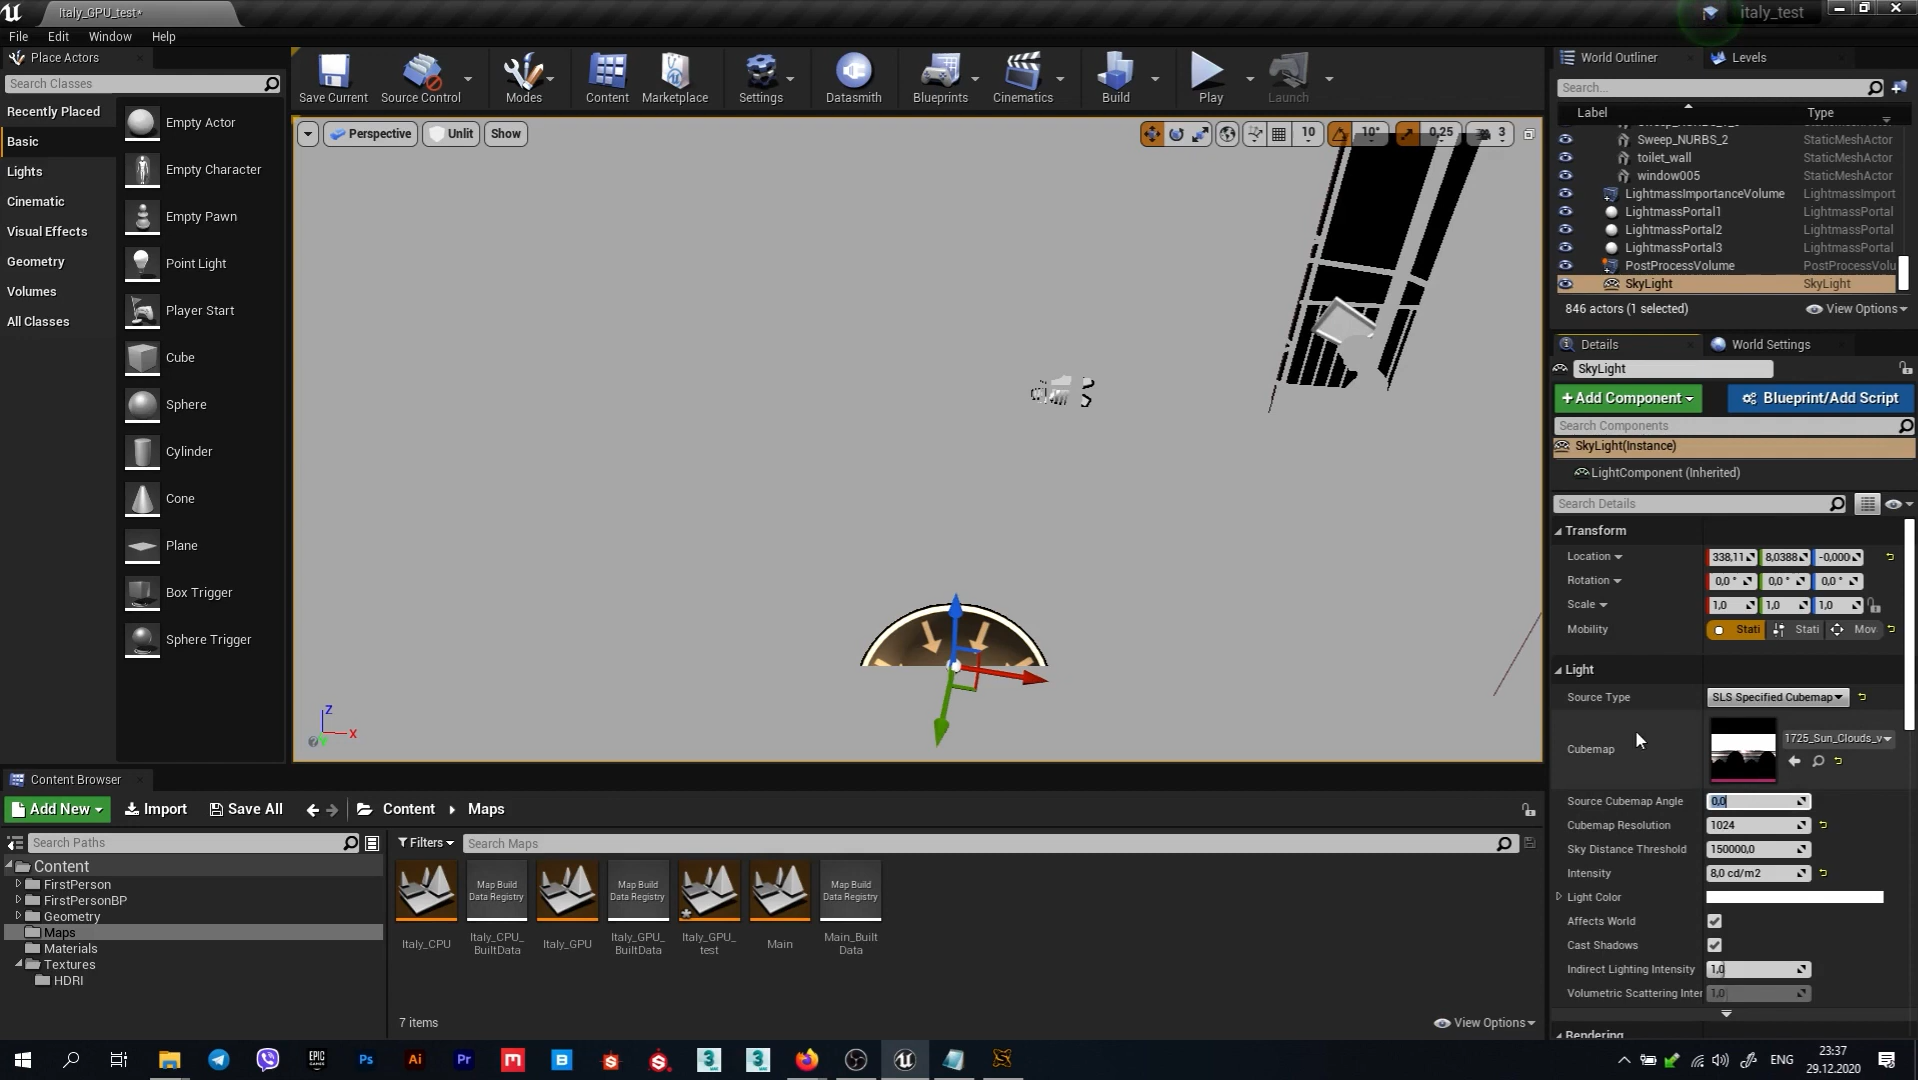 Italy_GPU_test*
italy_test
File Edit Window Help
Place Actors
Search Classes
Recently Placed
Basic
Lights
Cinematic
Visual Effects
Geometry
Volumes
All Classes
Empty Actor
Empty Character
Empty Pawn
Point Light
Player Start
Cube
Sphere
Cylinder
Cone
Plane
Box Trigger
Sphere Trigger
Save Current
Source Control
Modes
Content
Marketplace
Settings
Datasmith
Blueprints
Cinematics
Build
Play
Launch
Perspective
Unlit
Show
10
10°
0,25
3
Z
X
Y
World Outliner
Levels
Search...
Label Type
Sweep_NURBS_2 StaticMeshActor
toilet_wall StaticMeshActor
window005 StaticMeshActor
LightmassImportanceVolume LightmassImport
LightmassPortal1 LightmassPortal
LightmassPortal2 LightmassPortal
LightmassPortal3 LightmassPortal
PostProcessVolume PostProcessVolu
SkyLight SkyLight
846 actors (1 selected)
View Options
Details
World Settings
SkyLight
+Add Component
Blueprint/Add Script
Search Components
SkyLight(Instance)
LightComponent (Inherited)
Search Details
Transform
Location 338,11 8,0388 -0,000
Rotation 0,0 ° 0,0 ° 0,0 °
Scale 1,0 1,0 1,0
Mobility Stati Stati Mov
Light
Source Type SLS Specified Cubemap
Cubemap 1725_Sun_Clouds_v
Source Cubemap Angle 0,0
Cubemap Resolution 1024
Sky Distance Threshold 150000,0
Intensity 8,0 cd/m2
Light Color
Affects World
Cast Shadows
Indirect Lighting Intensity 1,0
Volumetric Scattering Inter 1,0
Rendering
Content Browser
Add New
Import
Save All
Content
Maps
Search Paths
Filters
Search Maps
Content
FirstPerson
FirstPersonBP
Geometry
Maps
Materials
Textures
HDRI
Map Build
Data Registry
Map Build
Data Registry
Map Build
Data Registry
Italy_CPU
Italy_CPU_
BuiltData
Italy_GPU
Italy_GPU_
BuiltData
Italy_GPU_
test
Main
Main_Built
Data
7 items
View Options
EPIC
GAMES
Ps
Ai
Pr
ENG
23:37
29.12.2020